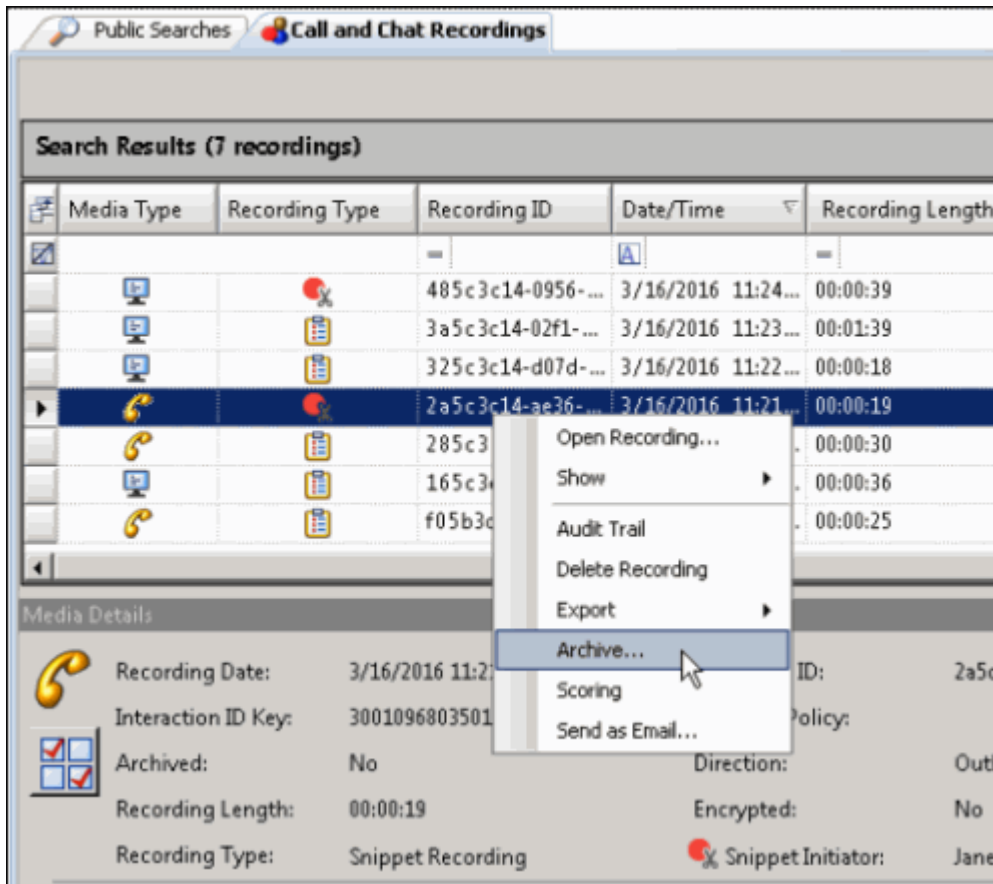 Public Searches Call and Chat Recordings
Search Results (7 recordings)
Media Type Recording Type Recording ID Date/Time Recording Length
= A =
485c3c14-0956-... 3/16/2016 11:24... 00:00:39
3a5c3c14-02f1-... 3/16/2016 11:23... 00:01:39
325c3c14-d07d-... 3/16/2016 11:22... 00:00:18
2a5c3c14-ae36-... 3/16/2016 11:21... 00:00:19
285c3 00:00:30
165c3 00:00:36
f05b3 00:00:25
Open Recording...
Show
Audit Trail
Delete Recording
Export
Archive...
Scoring
Send as Email...
Media Details
Recording Date: 3/16/2016 11:2 ID: 2a5
Interaction ID Key: 3001096803501 Policy:
Archived: No Direction: Out
Recording Length: 00:00:19 Encrypted: No
Recording Type: Snippet Recording Snippet Initiator: Jane